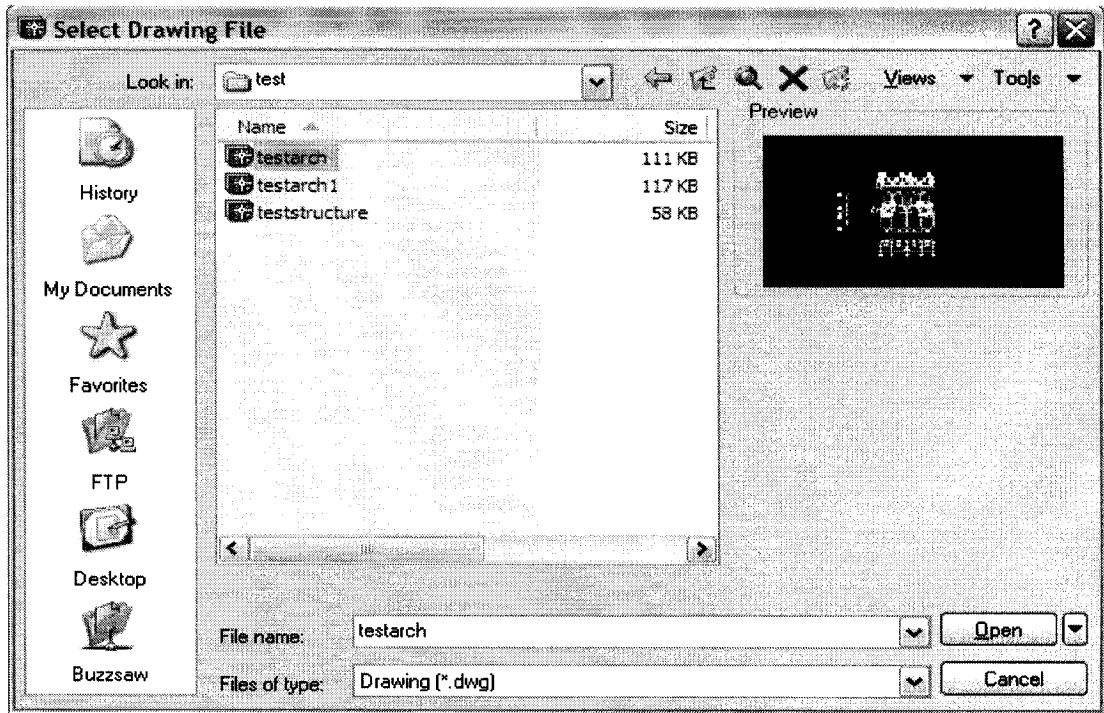 Select Drawing File
Look in: test Views Tools
Name Size
testarch 111 KB
testarch1 117 KB
teststructure 58 KB
Preview
History
My Documents
Favorites
FTP
Desktop
Buzzsaw
File name: testarch Open
Files of type: Drawing (*.dwg) Cancel